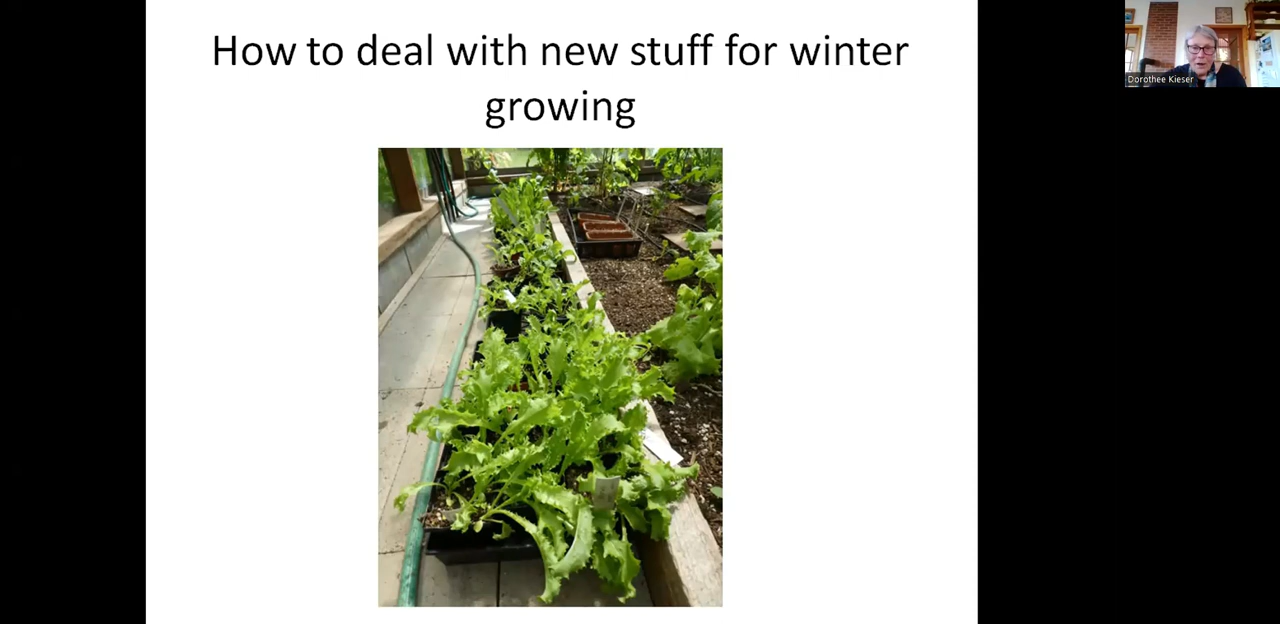 How to deal with new stuff for winter
growing
Dorothee Kieser